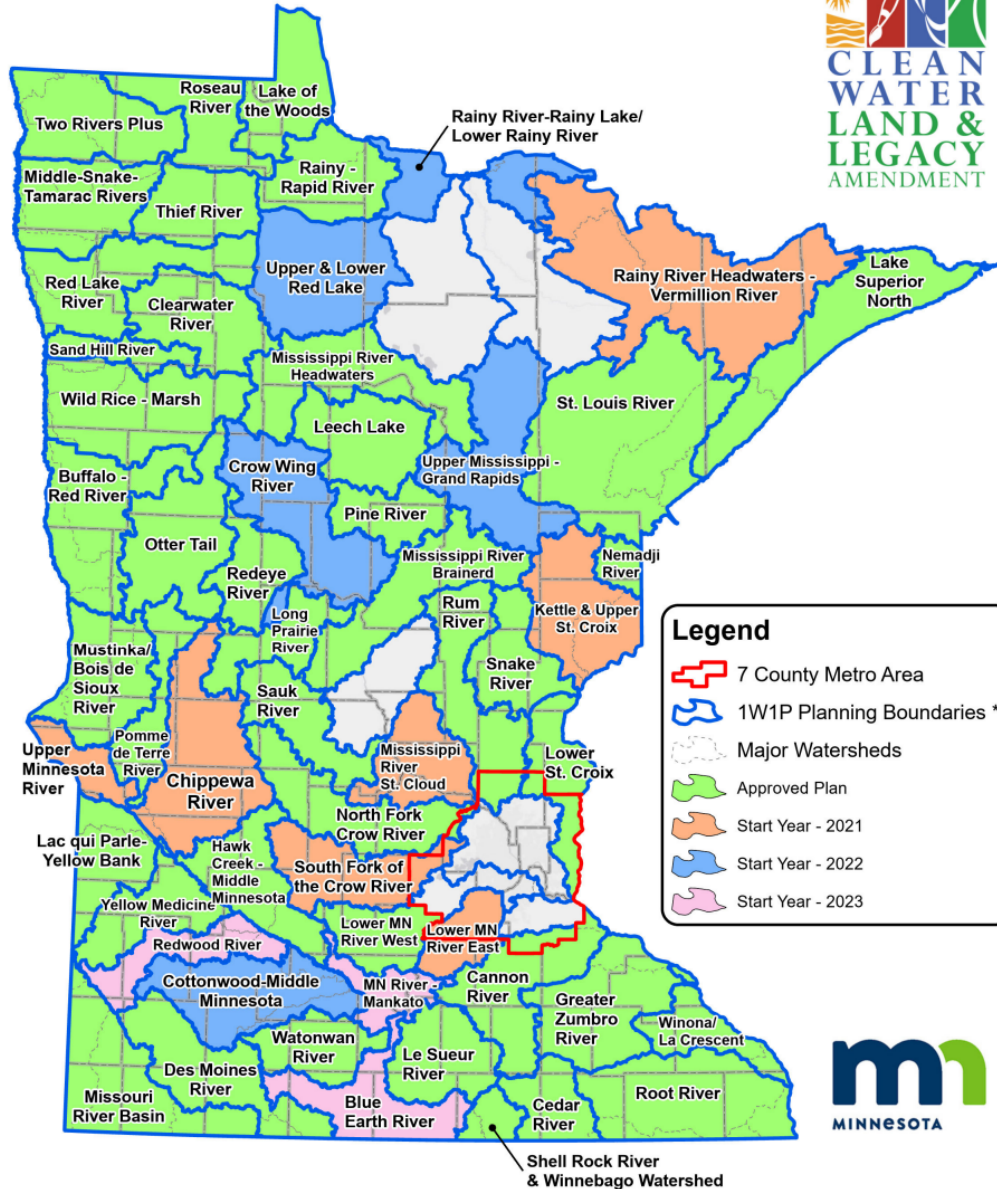 CLEAN
WATER
LAND &
LEGACY
AMENDMENT
Roseau
River
Lake of
the Woods
Two Rivers Plus
Rainy River-Rainy Lake/
Lower Rainy River
Rainy -
Rapid River
Middle-Snake-
Tamarac Rivers
Thief River
Upper & Lower
Red Lake
Rainy River Headwaters -
Vermillion River
Lake
Superior
North
Red Lake
River
Clearwater
River
Sand Hill River
Mississippi River
Headwaters
Wild Rice - Marsh
Leech Lake
St. Louis River
Buffalo -
Red River
Crow Wing
River
Upper Mississippi -
Grand Rapids
Pine River
Otter Tail
Redeye
River
Mississippi River
Brainerd
Nemadji
River
Long
Prairie
River
Rum
River
Kettle & Upper
St. Croix
Mustinka/
Bois de
Sioux
River
Sauk
River
Snake
River
Pomme
de Terre
River
Upper
Minnesota
River
Chippewa
River
Mississippi
River
St. Cloud
Lower
St. Croix
North Fork
Crow River
Lac qui Parle-
Yellow Bank
Hawk
Creek -
Middle
Minnesota
South Fork of
the Crow River
Yellow Medicine
River
Lower MN
River West
Lower MN
River East
Redwood River
Cottonwood-Middle
Minnesota
MN River -
Mankato
Cannon
River
Greater
Zumbro
River
Winona/
La Crescent
Watonwan
River
Le Sueur
River
Des Moines
River
Missouri
River Basin
Blue
Earth River
Cedar
River
Root River
Shell Rock River
& Winnebago Watershed
Legend
7 County Metro Area
1W1P Planning Boundaries *
Major Watersheds
Approved Plan
Start Year - 2021
Start Year - 2022
Start Year - 2023
mn
MINNESOTA